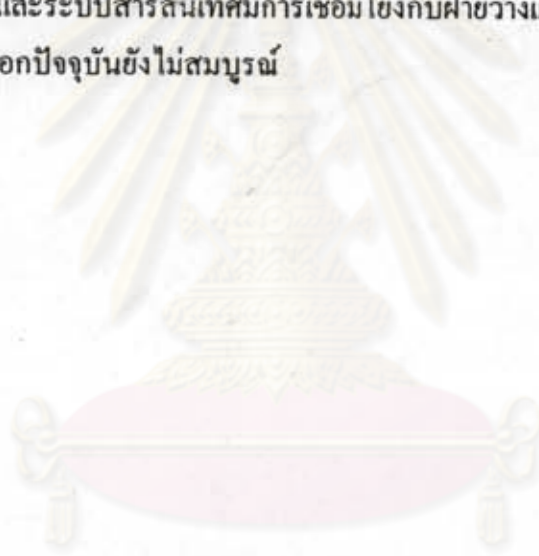 และระบบสารสนเทศมีการเชื่อมโยงกับฝ่ายวางแ
อกปัจจุบันยังไม่สมบูรณ์